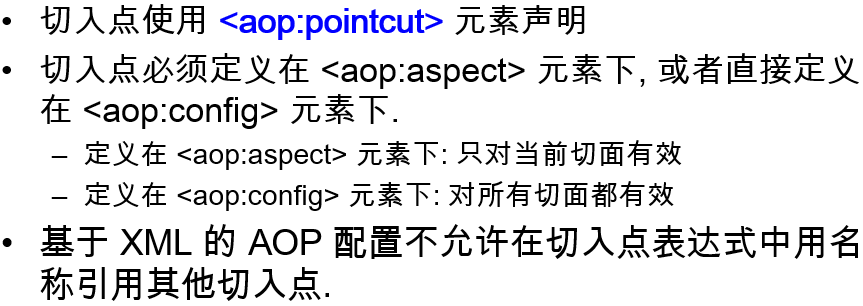 • 切入点使用 <aop:pointcut> 元素声明
• 切入点必须定义在 <aop:aspect> 元素下, 或者直接定义
在 <aop:config> 元素下.
– 定义在 <aop:aspect> 元素下: 只对当前切面有效
– 定义在 <aop:config> 元素下: 对所有切面都有效
• 基于 XML 的 AOP 配置不允许在切入点表达式中用名
称引用其他切入点.